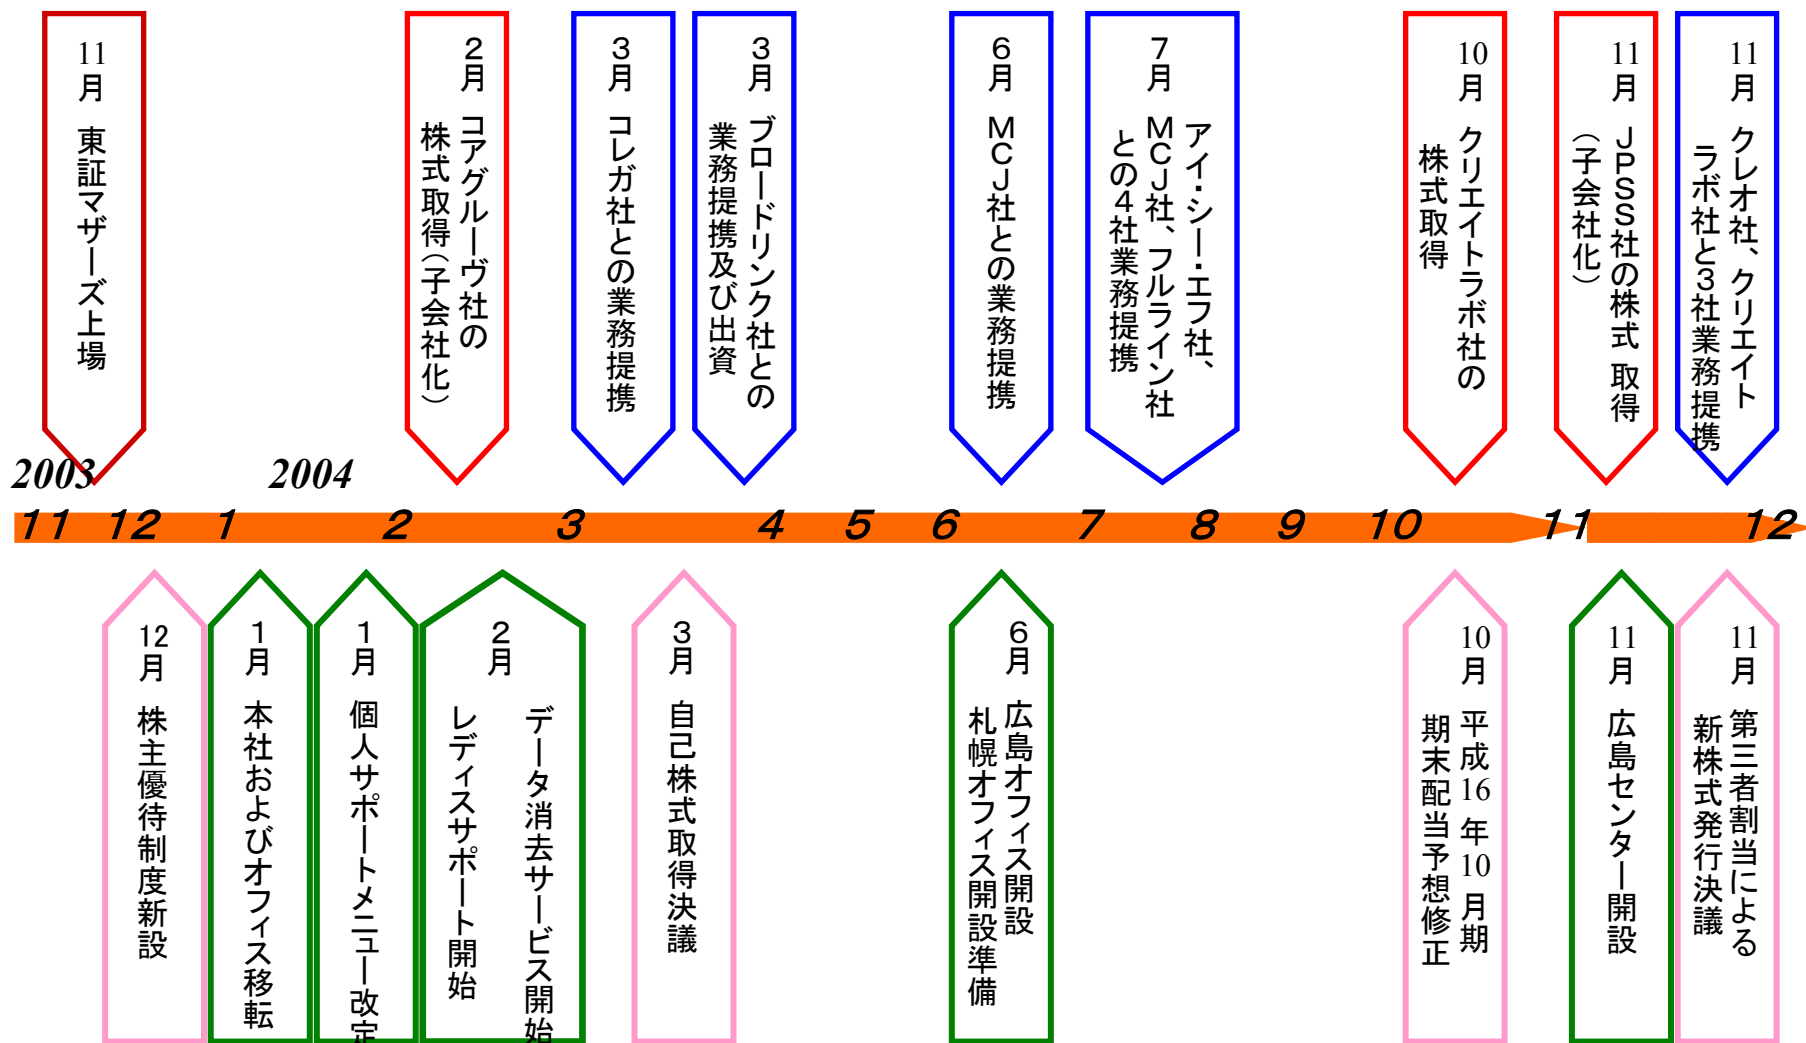 11月 東証マザーズ上場
2月 コアグルーヴ社の
株式取得（子会社化）
3月 コレガ社との業務提携
3月 ブロードリンク社との
業務提携及び出資
6月 MCJ社との業務提携
7月
アイ・シー・エフ社、
MCJ社、フルライン社
との4社業務提携
10月 クリエイトラボ社の
株式取得
11月 JPSS社の株式 取得
（子会社化）
11月 クレオ社、クリエイト
ラボ社と3社業務提携
2003 2004
11 12 1 2 3 4 5 6 7 8 9 10 11 12
12月 株主優待制度新設
1月 本社およびオフィス移転
1月 個人サポートメニュー改定
2月
データ消去サービス開始
レディスサポート開始
3月 自己株式取得決議
6月 広島オフィス開設
札幌オフィス開設準備
10月 平成16年10月期
期末配当予想修正
11月 広島センター開設
11月 第三者割当による
新株式発行決議